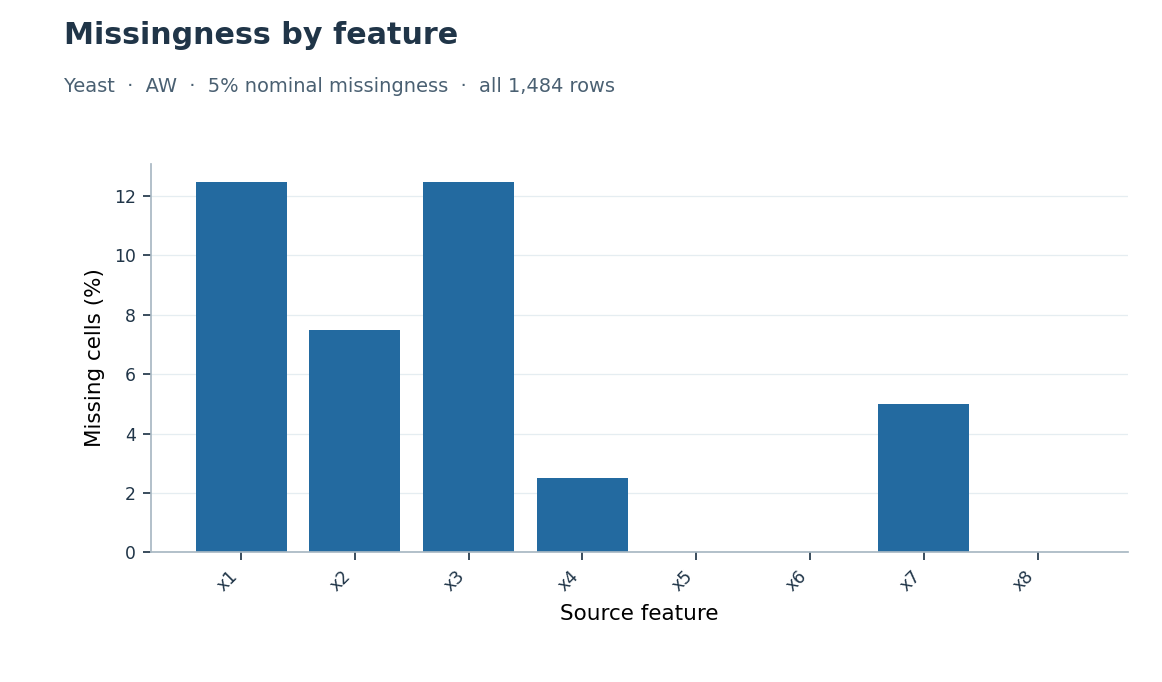 Missingness by feature
Yeast · AW · 5% nominal missingness · all 1,484 rows
Missing cells (%)
12
10
8
6
4
2
0
x1 x2 x3 x4 x5 x6 x7 x8
Source feature